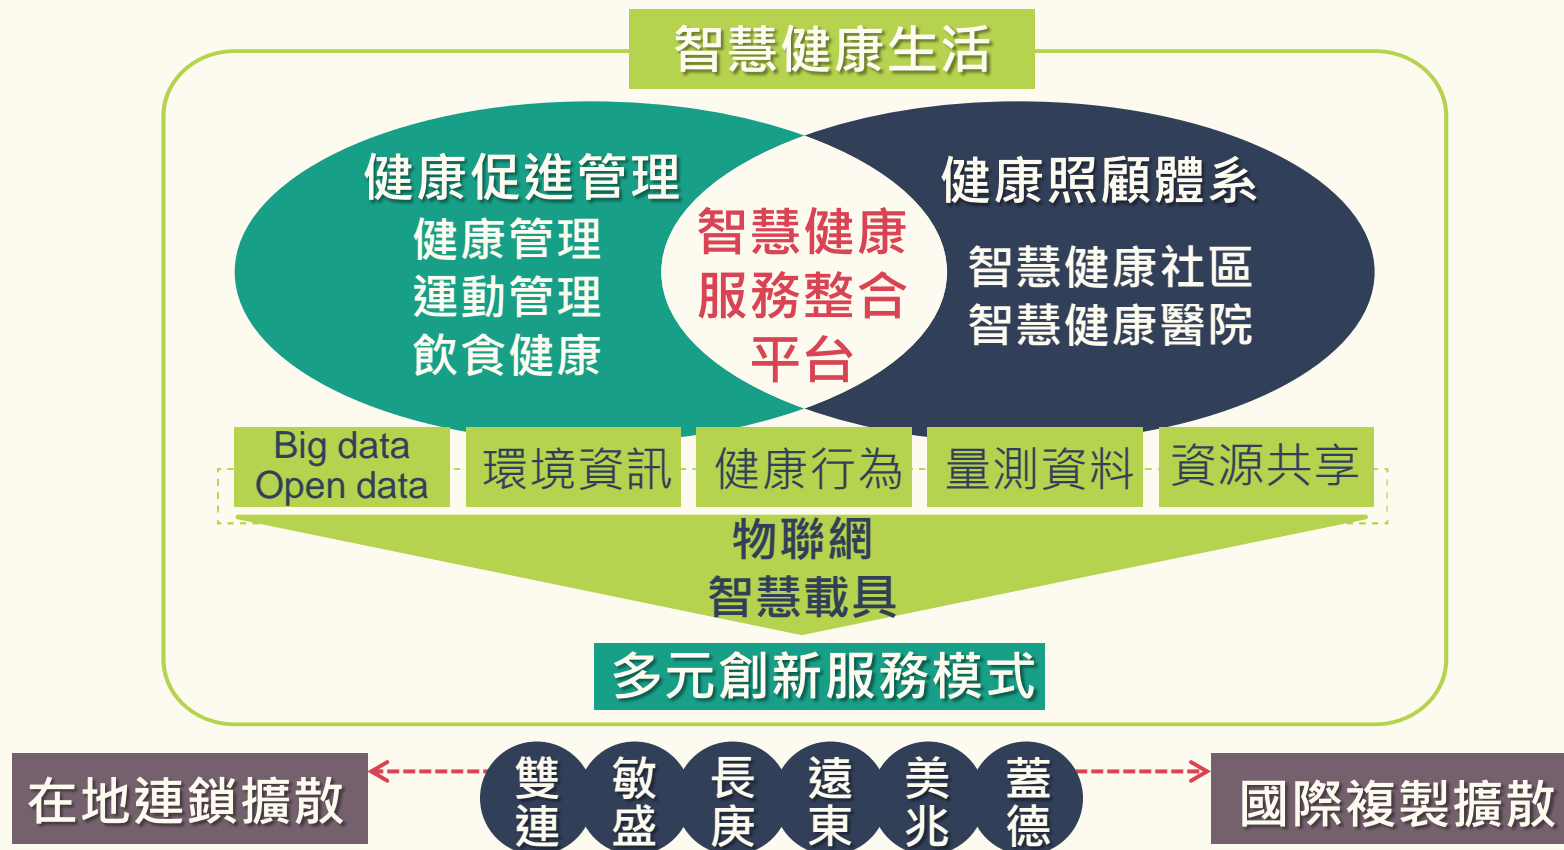 智慧健康生活
健康促進管理
健康管理
運動管理
飲食健康
智慧健康
服務整合
平台
健康照顧體系
智慧健康社區
智慧健康醫院
Big data
Open data
環境資訊
健康行為
量測資料
資源共享
物聯網
智慧載具
多元創新服務模式
在地連鎖擴散
雙連
敏盛
長庚
遠東
美兆
蓋德
國際複製擴散